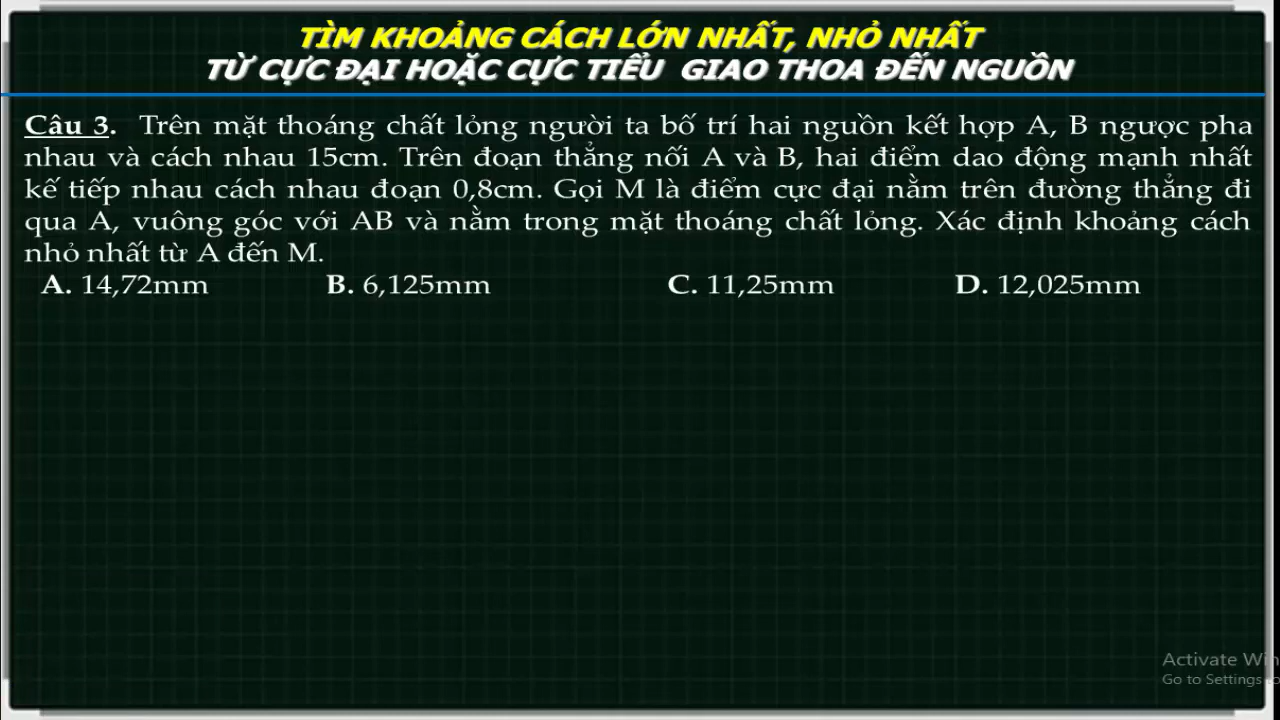 TÌM KHOẢNG CÁCH LỚN NHẤT, NHỎ NHẤT
TỪ CỰC ĐẠI HOẶC CỰC TIỂU GIAO THOA ĐẾN NGUỒN
Câu 3. Trên mặt thoáng chất lỏng người ta bố trí hai nguồn kết hợp A, B ngược pha
nhau và cách nhau 15cm. Trên đoạn thẳng nối A và B, hai điểm dao động mạnh nhất
kế tiếp nhau cách nhau đoạn 0,8cm. Gọi M là điểm cực đại nằm trên đường thẳng đi
qua A, vuông góc với AB và nằm trong mặt thoáng chất lỏng. Xác định khoảng cách
nhỏ nhất từ A đến M.
A. 14,72mm B. 6,125mm C. 11,25mm D. 12,025mm
Activate Win
Go to Settings to